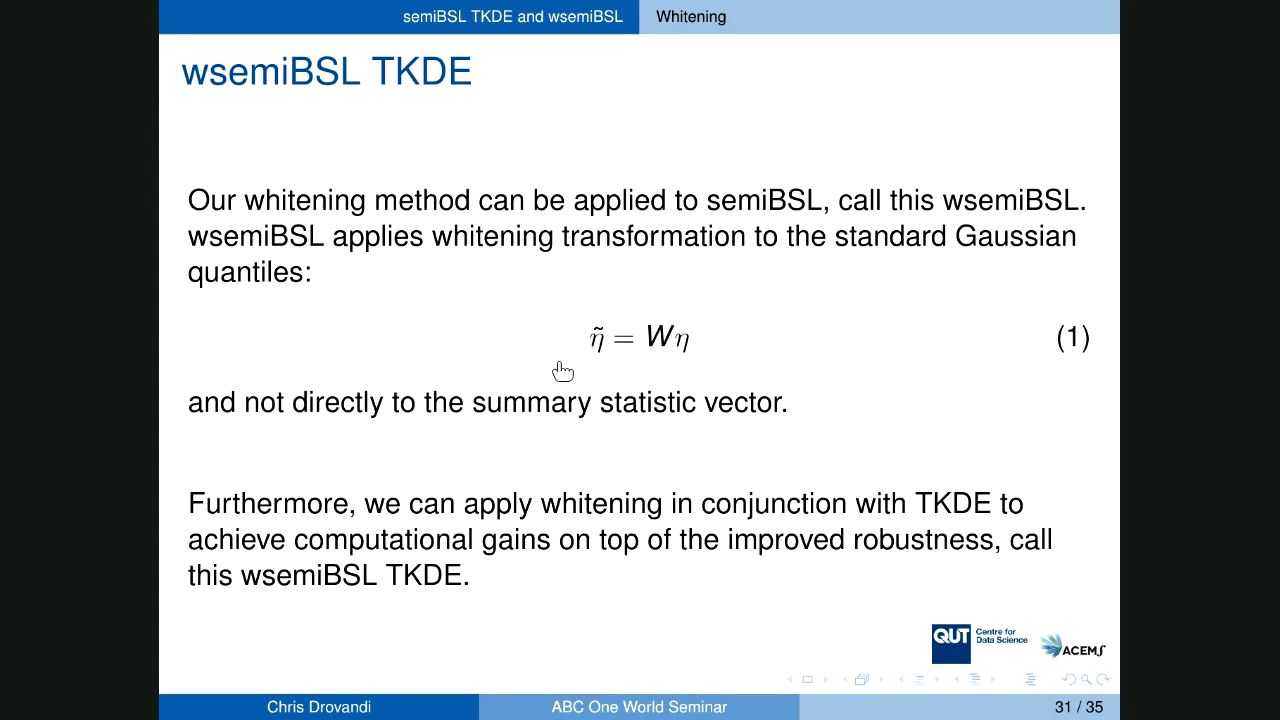 semiBSL TKDE and wsemiBSL Whitening
wsemiBSL TKDE
Our whitening method can be applied to semiBSL, call this wsemiBSL.
wsemiBSL applies whitening transformation to the standard Gaussian
quantiles:
η̃ = Wη (1)
and not directly to the summary statistic vector.
Furthermore, we can apply whitening in conjunction with TKDE to
achieve computational gains on top of the improved robustness, call
this wsemiBSL TKDE.
QUT Centre for
Data Science
ACEMS
Chris Drovandi ABC One World Seminar 31 / 35